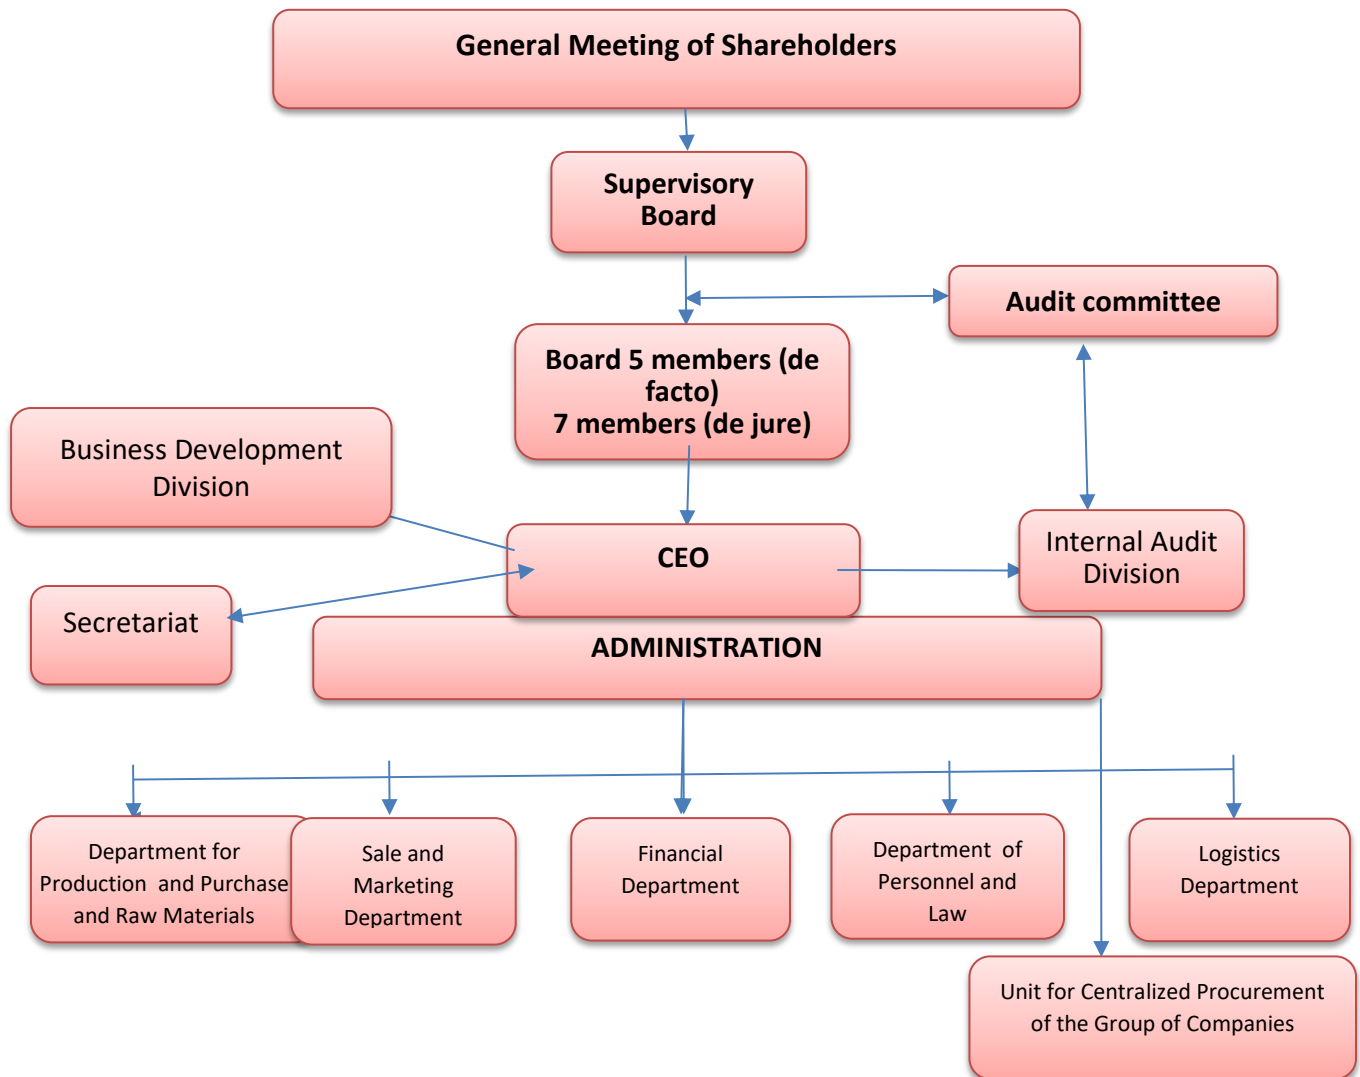 General Meeting of Shareholders
Supervisory
Board
Audit committee
Board 5 members (de
facto)
7 members (de jure)
Business Development
Division
CEO
Internal Audit
Division
Secretariat
ADMINISTRATION
Department for
Production and Purchase
and Raw Materials
Sale and
Marketing
Department
Financial
Department
Department of
Personnel and
Law
Logistics
Department
Unit for Centralized Procurement
of the Group of Companies